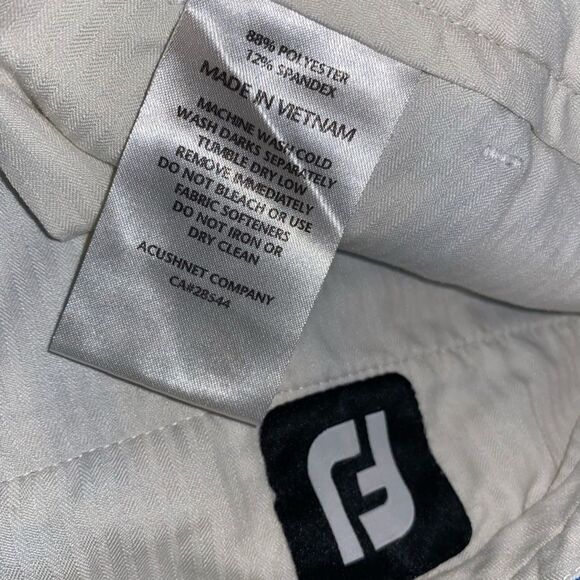 88% POLYESTER
12% SPANDEX
MADE IN VIETNAM
MACHINE WASH COLD
WASH DARKS SEPARATELY
TUMBLE DRY LOW
REMOVE IMMEDIATELY
DO NOT BLEACH OR USE
FABRIC SOFTENERS
DO NOT IRON OR
DRY CLEAN
ACUSHNET COMPANY
CA#28544
FJ